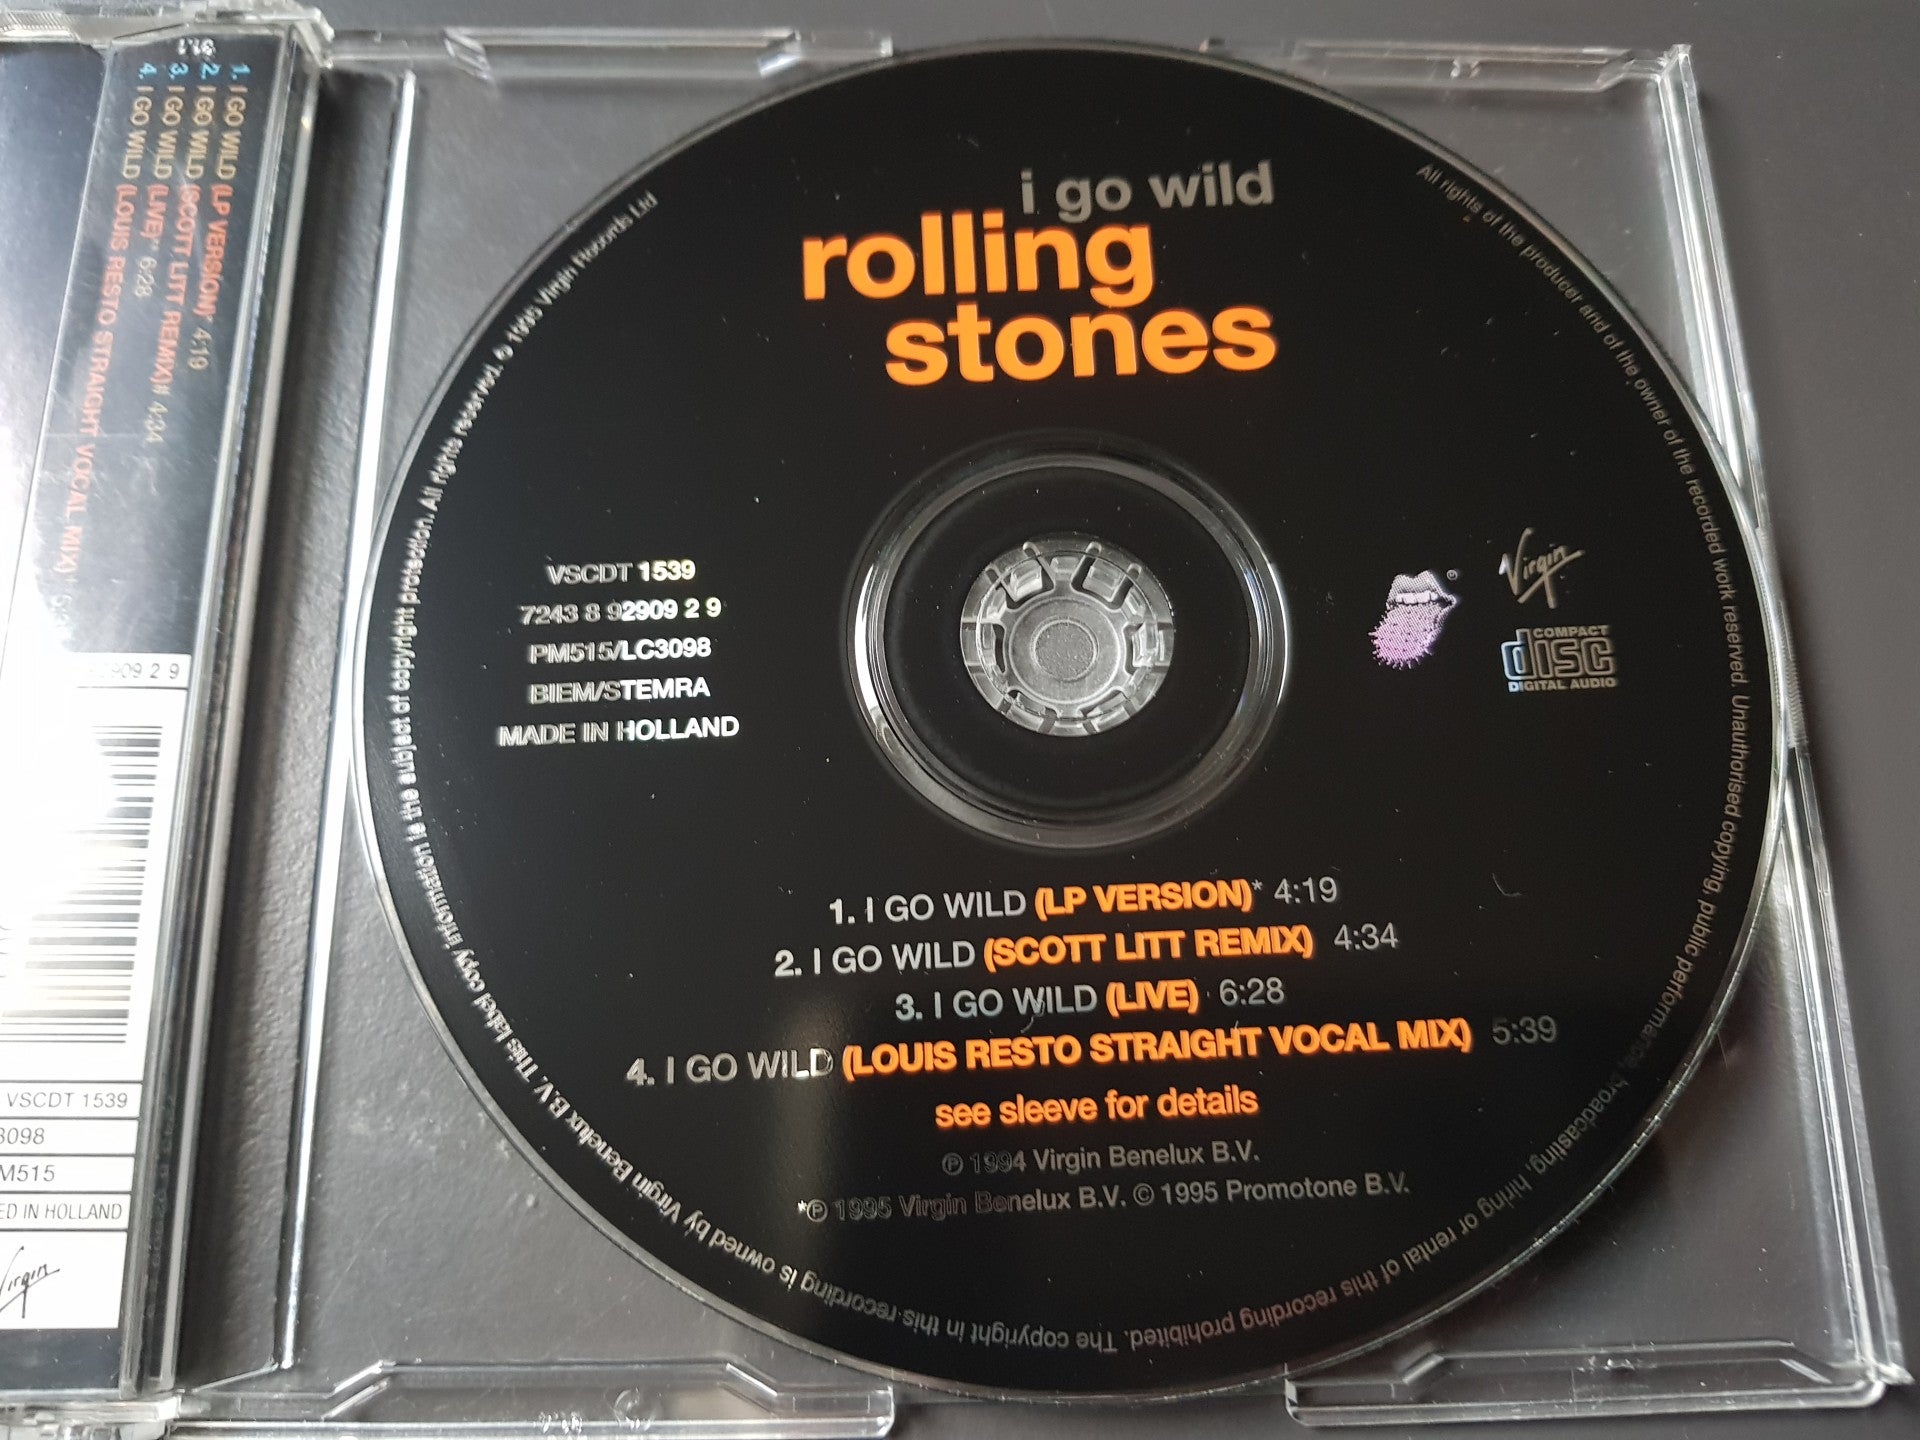 i go wild
rolling
stones
VSCDT 1539
7243 8 92909 2 9
PM515/LC3098
BIEM/STEMRA
MADE IN HOLLAND
©
Virgin
COMPACT
disc
DIGITAL AUDIO
1. I GO WILD (LP VERSION)* 4:19
2. I GO WILD (SCOTT LITT REMIX) 4:34
3. I GO WILD (LIVE) 6:28
4. I GO WILD (LOUIS RESTO STRAIGHT VOCAL MIX) 5:39
see sleeve for details
℗ 1994 Virgin Benelux B.V.
*℗ 1995 Virgin Benelux B.V. © 1995 Promotone B.V.
All rights of the producer and of the owner of the recorded work reserved. Unauthorised copying, public performance, broadcasting, hiring or rental of this recording prohibited. The copyright in this recording is owned by Virgin Benelux B.V. This label copy information is the subject of copyright protection. All rights reserved. © 1995 Virgin Records Ltd
1. I GO WILD (LP VERSION)* 4:19
2. I GO WILD (SCOTT LITT REMIX)# 4:34
3. I GO WILD (LIVE) 6:28
4. I GO WILD (LOUIS RESTO STRAIGHT VOCAL MIX)
909 2 9
VSCDT 1539
3098
M515
ED IN HOLLAND
Virgin